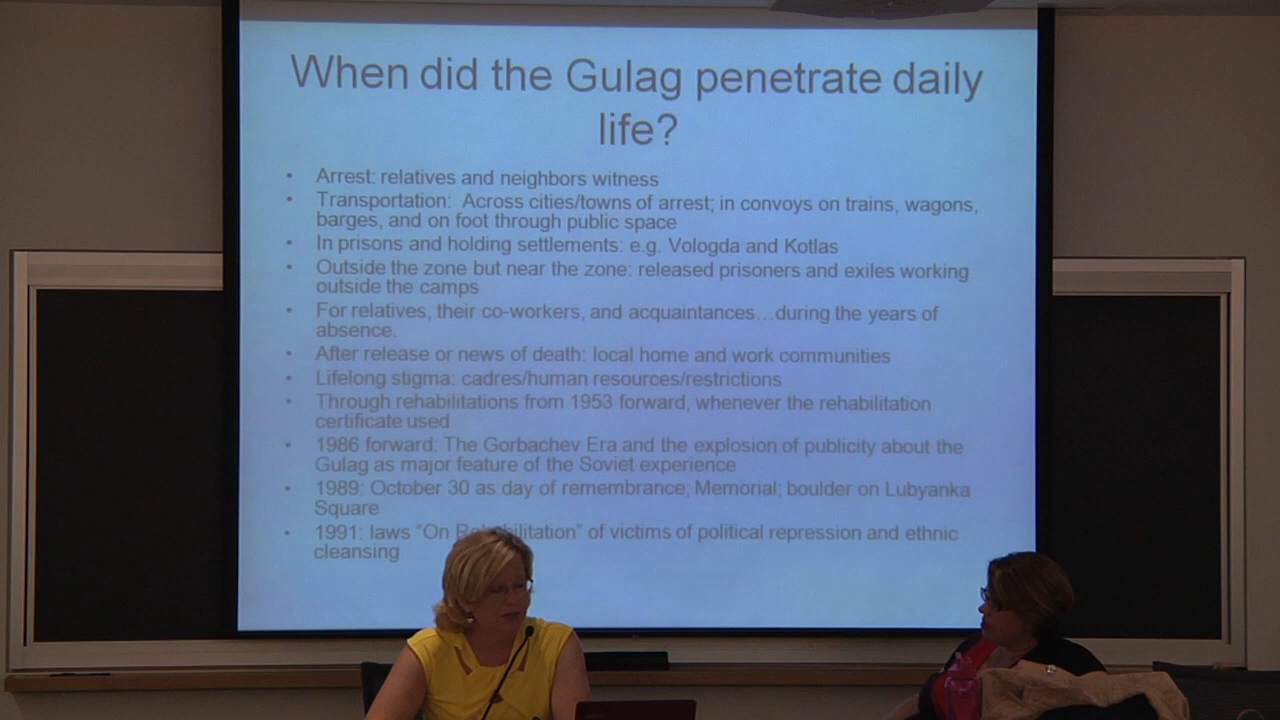 When did the Gulag penetrate daily
life?
• Arrest: relatives and neighbors witness
• Transportation: Across cities/towns of arrest; in convoys on trains, wagons,
barges, and on foot through public space
• In prisons and holding settlements: e.g. Vologda and Kotlas
• Outside the zone but near the zone: released prisoners and exiles working
outside the camps
• For relatives, their co-workers, and acquaintances…during the years of
absence.
• After release or news of death: local home and work communities
• Lifelong stigma: cadres/human resources/restrictions
• Through rehabilitations from 1953 forward, whenever the rehabilitation
certificate used
• 1986 forward: The Gorbachev Era and the explosion of publicity about the
Gulag as major feature of the Soviet experience
• 1989: October 30 as day of remembrance; Memorial; boulder on Lubyanka
Square
• 1991: laws “On Rehabilitation” of victims of political repression and ethnic
cleansing